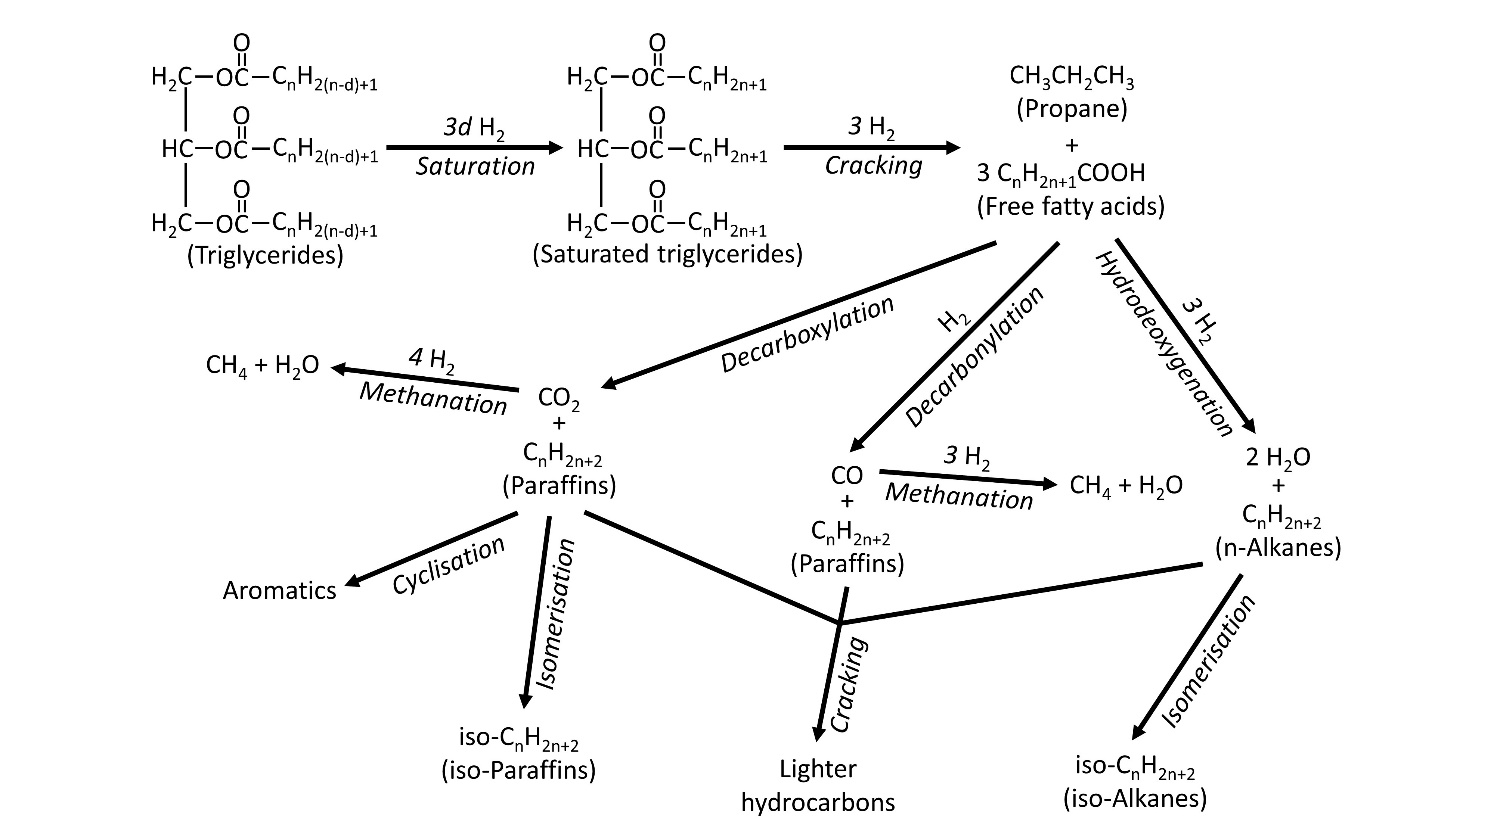 O
H₂C–OC–CₙH₂₍ₙ₋d₎₊₁
O
HC–OC–CₙH₂₍ₙ₋d₎₊₁
O
H₂C–OC–CₙH₂₍ₙ₋d₎₊₁
(Triglycerides)
3d H₂
Saturation
O
H₂C–OC–CₙH₂ₙ₊₁
O
HC–OC–CₙH₂ₙ₊₁
O
H₂C–OC–CₙH₂ₙ₊₁
(Saturated triglycerides)
3 H₂
Cracking
CH₃CH₂CH₃
(Propane)
+
3 CₙH₂ₙ₊₁COOH
(Free fatty acids)
Decarboxylation
H₂
Decarbonylation
3 H₂
Hydrodeoxygenation
CH₄ + H₂O
4 H₂
Methanation
CO₂
+
CₙH₂ₙ₊₂
(Paraffins)
CO
+
CₙH₂ₙ₊₂
(Paraffins)
3 H₂
Methanation
CH₄ + H₂O
2 H₂O
+
CₙH₂ₙ₊₂
(n-Alkanes)
Cyclisation
Aromatics
Isomerisation
iso-CₙH₂ₙ₊₂
(iso-Paraffins)
Cracking
Lighter
hydrocarbons
Isomerisation
iso-CₙH₂ₙ₊₂
(iso-Alkanes)